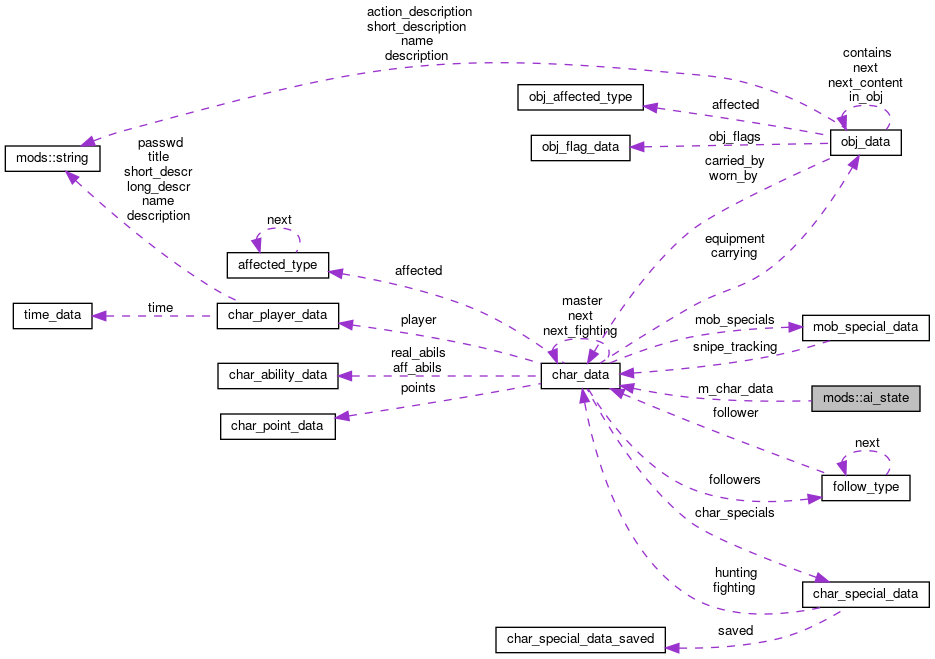 action_description
short_description
name
description
contains
next
next_content
in_obj
obj_affected_type
affected
obj_flags
obj_data
obj_flag_data
mods::string
passwd
title
short_descr
long_descr
name
description
carried_by
worn_by
next
equipment
carrying
affected_type
affected
time_data
time
char_player_data
player
master
next
next_fighting
mob_specials
mob_special_data
snipe_tracking
real_abils
aff_abils
char_ability_data
char_data
points
m_char_data
mods::ai_state
char_point_data
follower
next
followers
follow_type
char_specials
hunting
fighting
char_special_data
saved
char_special_data_saved